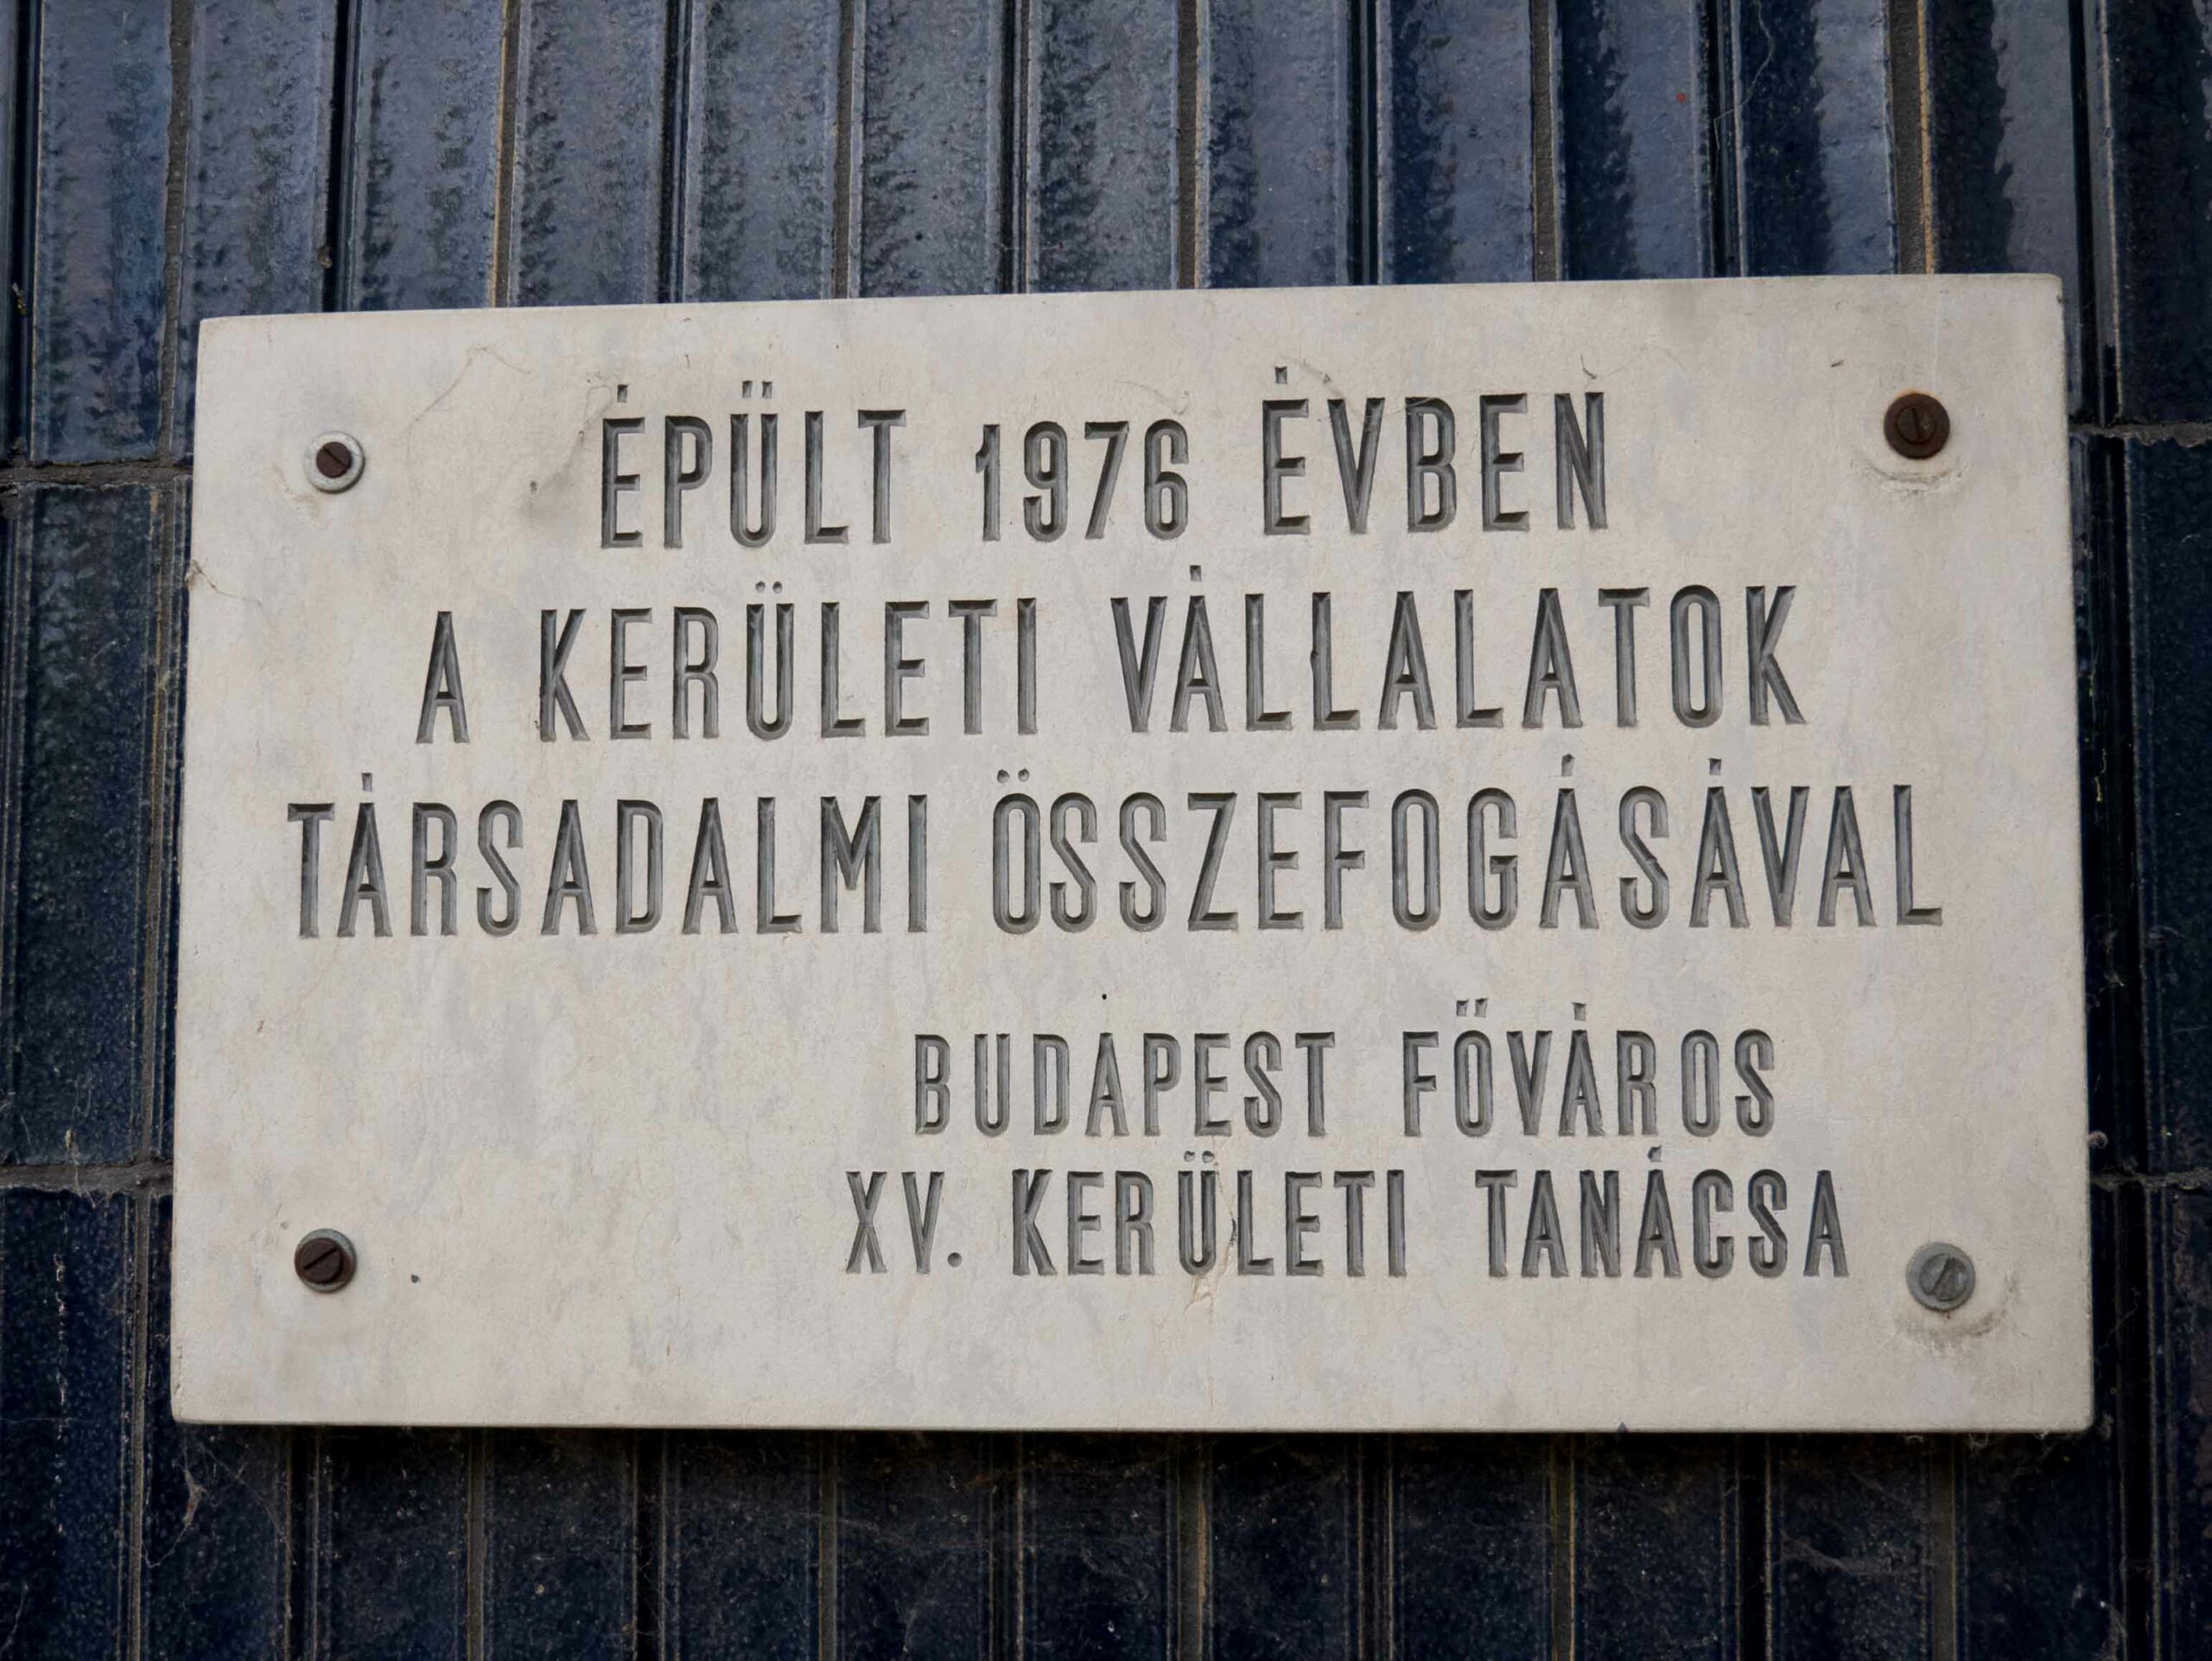 ÉPÜLT 1976 ÉVBEN
A KERÜLETI VÁLLALATOK
TÁRSADALMI ÖSSZEFOGÁSÁVAL
BUDAPEST FŐVÁROS
XV. KERÜLETI TANÁCSA